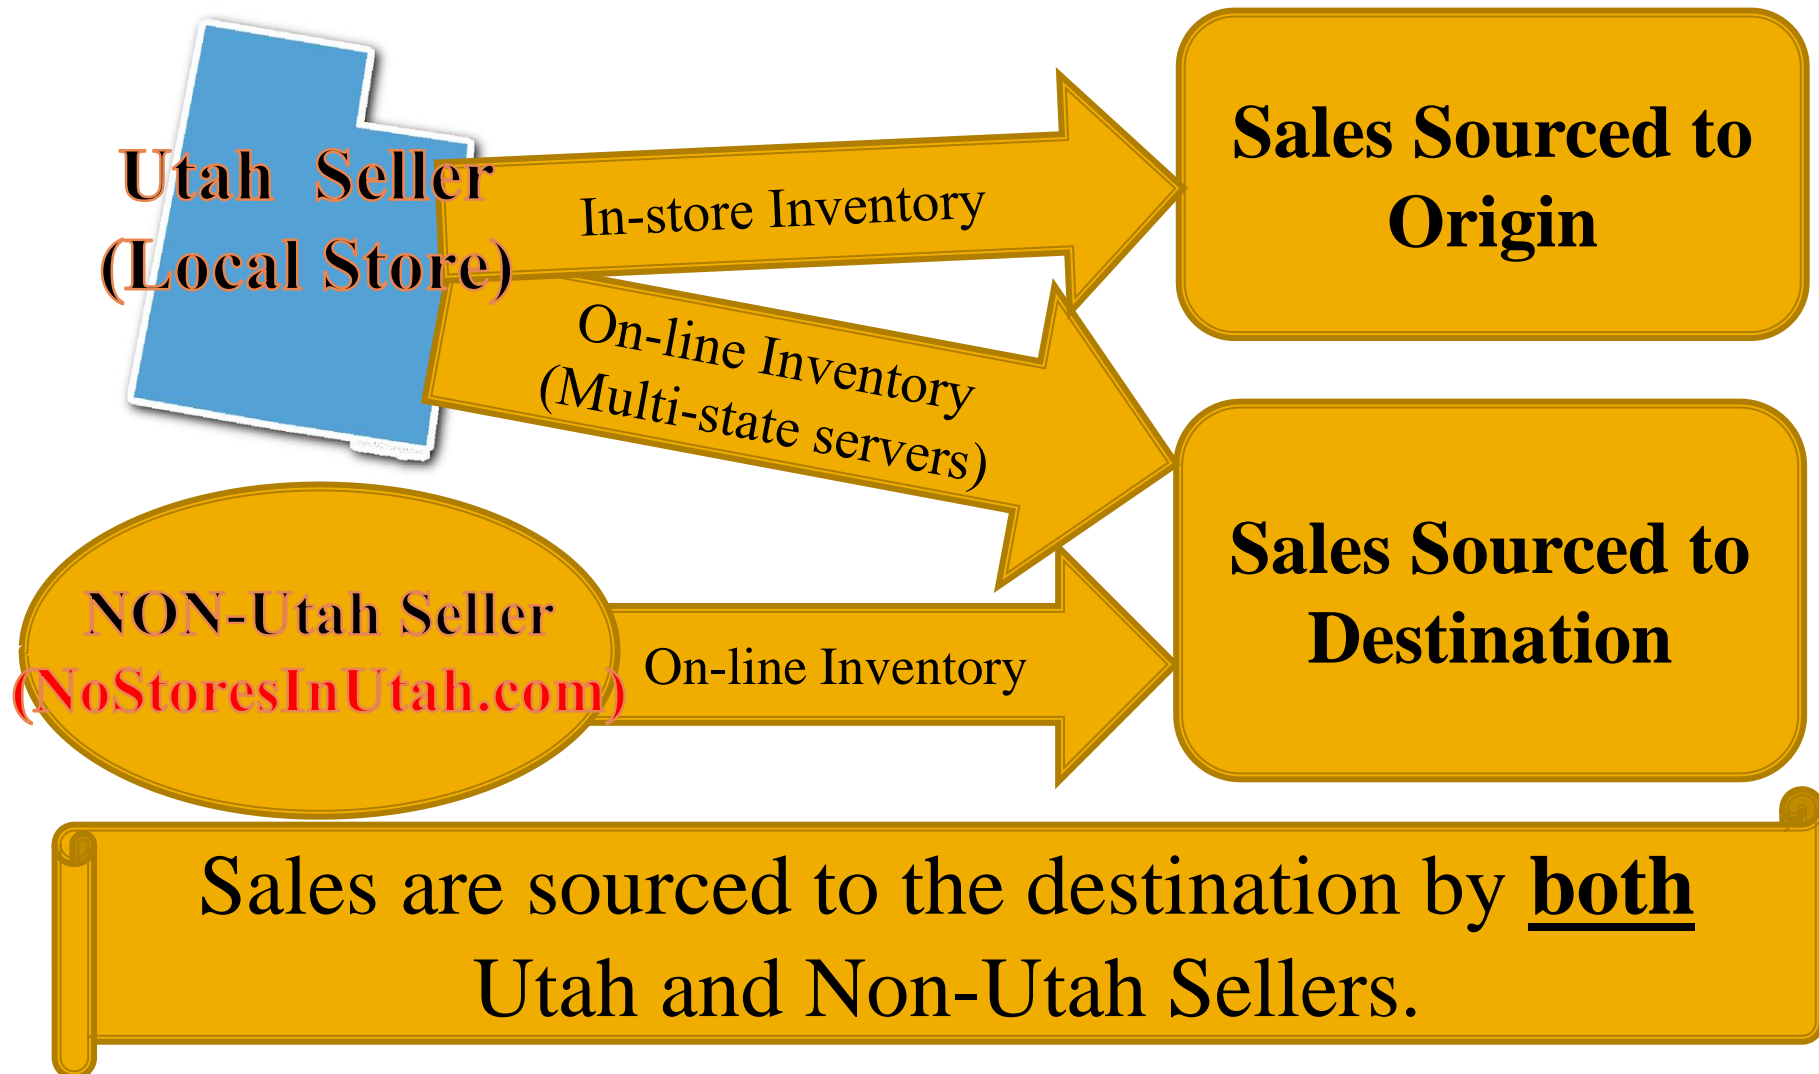 Utah Seller
(Local Store)
In-store Inventory
Sales Sourced to
Origin
On-line Inventory
(Multi-state servers)
NON-Utah Seller
(NoStoresInUtah.com)
On-line Inventory
Sales Sourced to
Destination
Sales are sourced to the destination by both
Utah and Non-Utah Sellers.